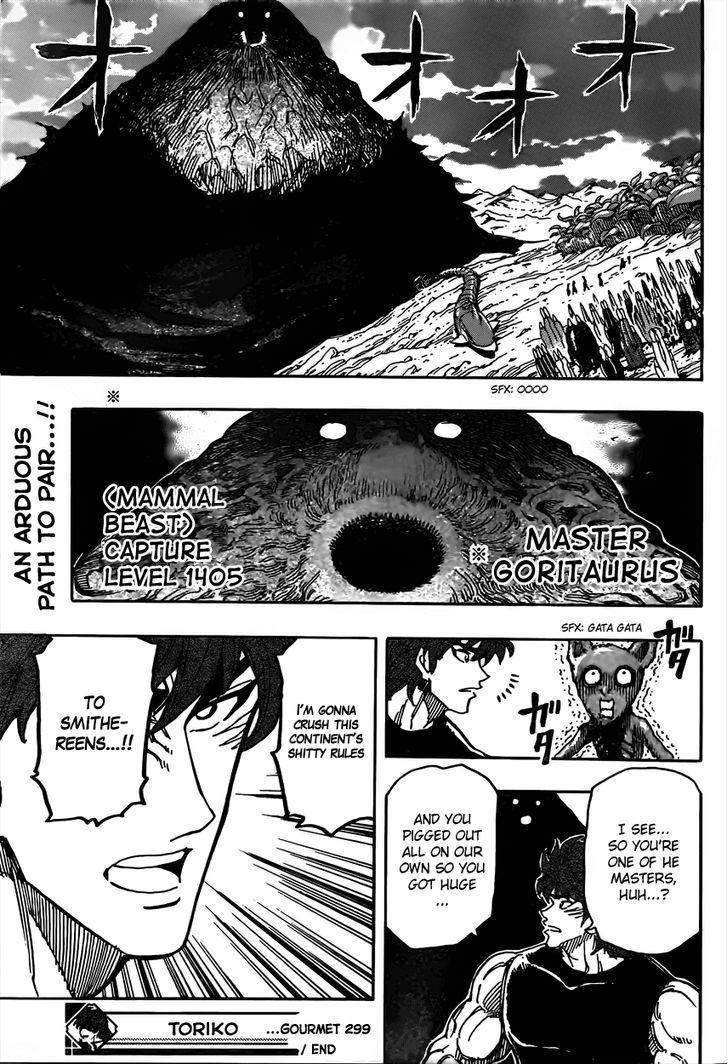 オ オ オ オ
SFX: OOOO
※
AN ARDUOUS
PATH TO PAIR...!!
MASTER
※ GORITAURUS
(MAMMAL
BEAST)
CAPTURE
LEVEL 1405
SFX: GATA GATA
ガタ
ガタ
I SEE...
SO YOU'RE
ONE OF HE
MASTERS,
HUH...?
AND YOU
PIGGED OUT
ALL ON OUR
OWN SO YOU
GOT HUGE
...
I'M GONNA
CRUSH THIS
CONTINENT'S
SHITTY RULES
TO
SMITHE-
REENS...!!
TORIKO ...GOURMET 299
/ END